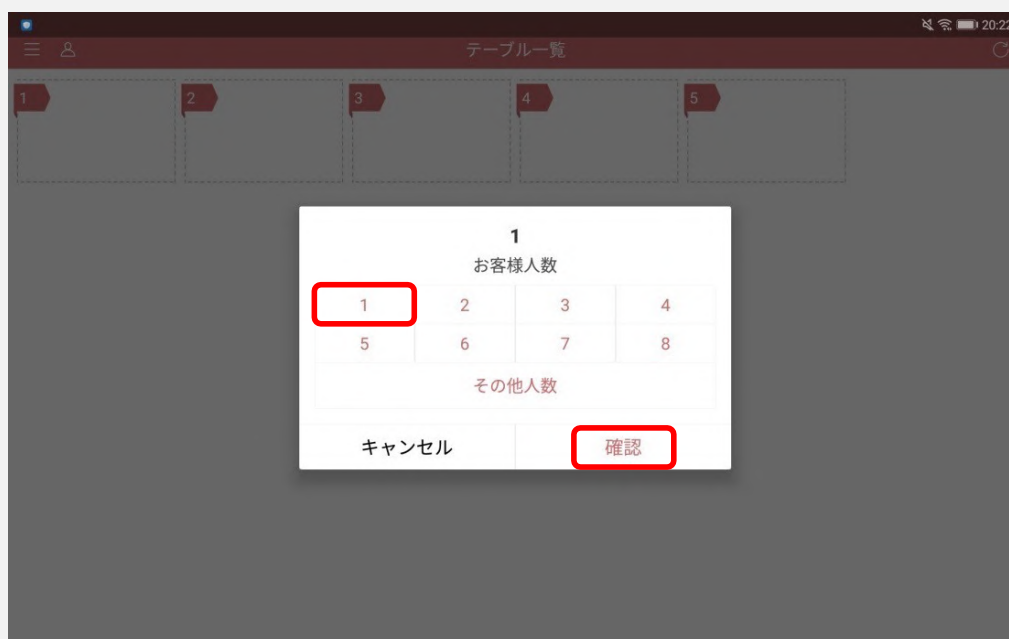 20:22
テーブル一覧
1 2 3 4 5
1
お客様人数
1 2 3 4
5 6 7 8
その他人数
キャンセル 確認